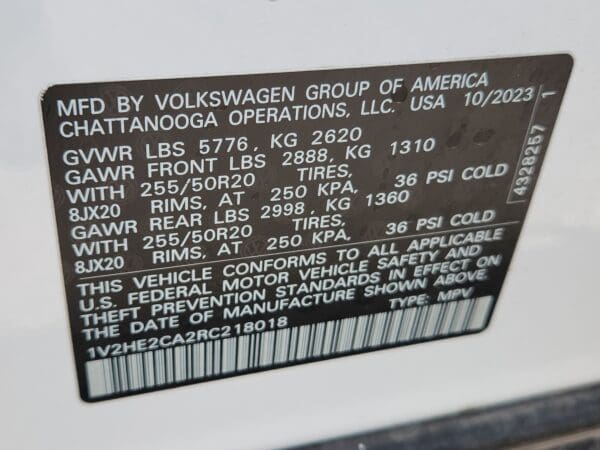 MFD BY VOLKSWAGEN GROUP OF AMERICA
CHATTANOOGA OPERATIONS, LLC. USA 10/2023
GVWR LBS 5776, KG 2620
GAWR FRONT LBS 2888, KG 1310
WITH 255/50R20 TIRES,
8JX20 RIMS, AT 250 KPA, 36 PSI COLD
GAWR REAR LBS 2998, KG 1360
WITH 255/50R20 TIRES,
8JX20 RIMS, AT 250 KPA, 36 PSI COLD
THIS VEHICLE CONFORMS TO ALL APPLICABLE
U.S. FEDERAL MOTOR VEHICLE SAFETY AND
THEFT PREVENTION STANDARDS IN EFFECT ON
THE DATE OF MANUFACTURE SHOWN ABOVE.
1V2HE2CA2RC218018 TYPE: MPV
4928257 1